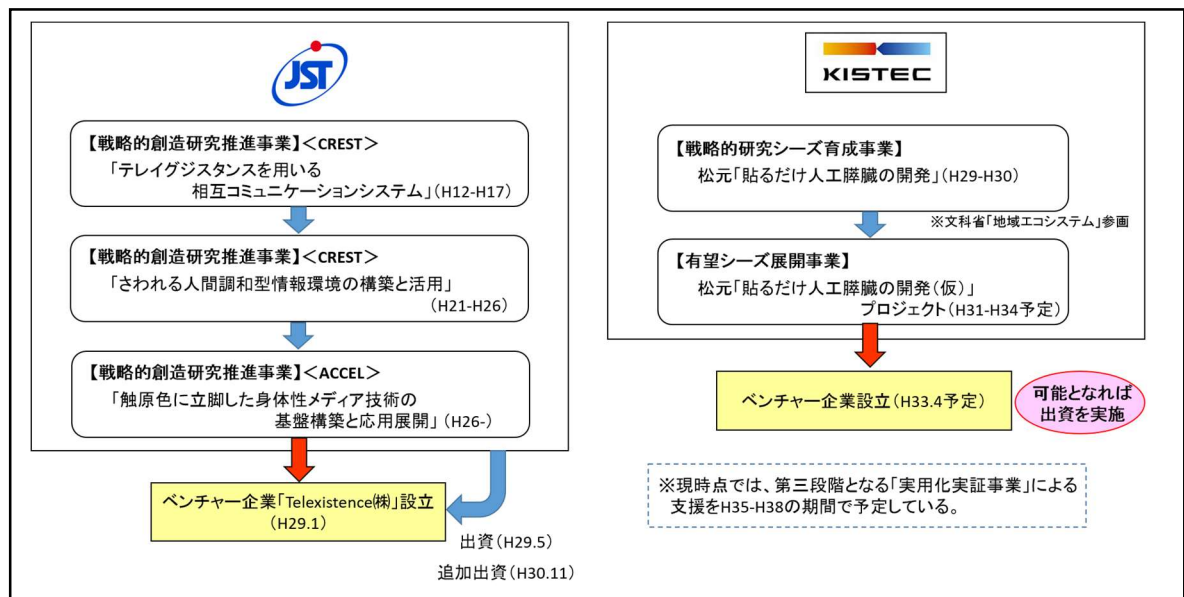 JST
【戦略的創造研究推進事業】<CREST>
「テレイグジスタンスを用いる
相互コミュニケーションシステム」(H12-H17)
【戦略的創造研究推進事業】<CREST>
「さわれる人間調和型情報環境の構築と活用」
(H21-H26)
【戦略的創造研究推進事業】<ACCEL>
「触原色に立脚した身体性メディア技術の
基盤構築と応用展開」(H26-)
ベンチャー企業「Telexistence㈱」設立
(H29.1)
出資(H29.5)
追加出資(H30.11)
KISTEC
【戦略的研究シーズ育成事業】
松元「貼るだけ人工膵臓の開発」(H29-H30)
※文科省「地域エコシステム」参画
【有望シーズ展開事業】
松元「貼るだけ人工膵臓の開発(仮)」
プロジェクト(H31-H34予定)
ベンチャー企業設立(H33.4予定)
可能となれば
出資を実施
※現時点では、第三段階となる「実用化実証事業」による
支援をH35-H38の期間で予定している。